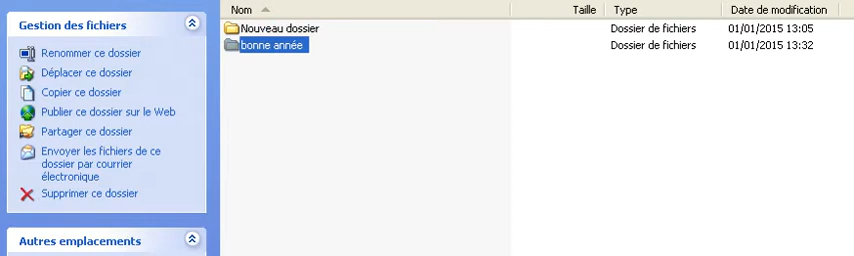 Gestion des fichiers
Renommer ce dossier
Déplacer ce dossier
Copier ce dossier
Publier ce dossier sur le Web
Partager ce dossier
Envoyer les fichiers de ce
dossier par courrier
électronique
Supprimer ce dossier
Autres emplacements
Nom Taille Type Date de modification
Nouveau dossier Dossier de fichiers 01/01/2015 13:05
bonne année Dossier de fichiers 01/01/2015 13:32